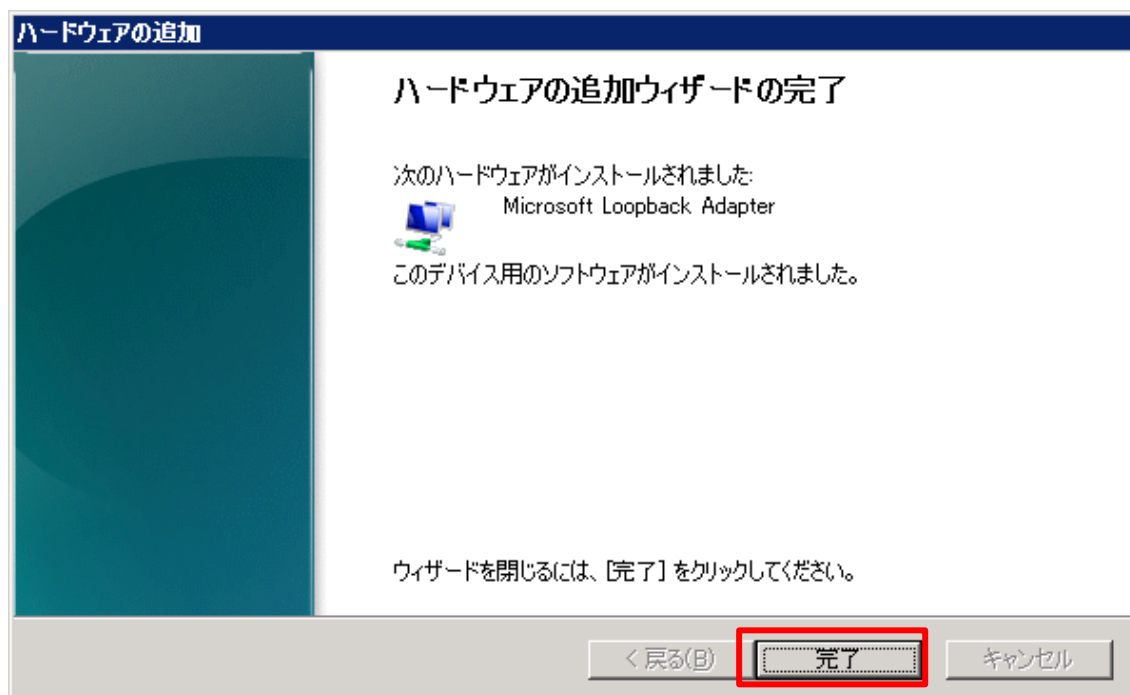 ハードウェアの追加
ハードウェアの追加ウィザードの完了
次のハードウェアがインストールされました:
Microsoft Loopback Adapter
このデバイス用のソフトウェアがインストールされました。
ウィザードを閉じるには、[完了] をクリックしてください。
< 戻る(B)
完了
キャンセル